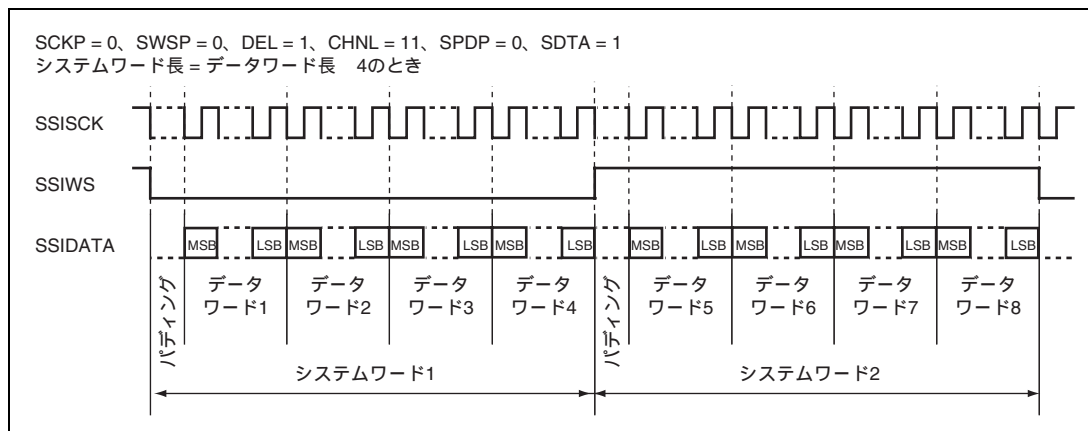 SCKP = 0、SWSP = 0、DEL = 1、CHNL = 11、SPDP = 0、SDTA = 1
システムワード長 = データワード長　4のとき
SSISCK
SSIWS
SSIDATA
MSB LSB MSB LSB MSB LSB MSB LSB MSB LSB MSB LSB MSB LSB MSB LSB
パディング
データ
ワード1
データ
ワード2
データ
ワード3
データ
ワード4
パディング
データ
ワード5
データ
ワード6
データ
ワード7
データ
ワード8
システムワード1
システムワード2